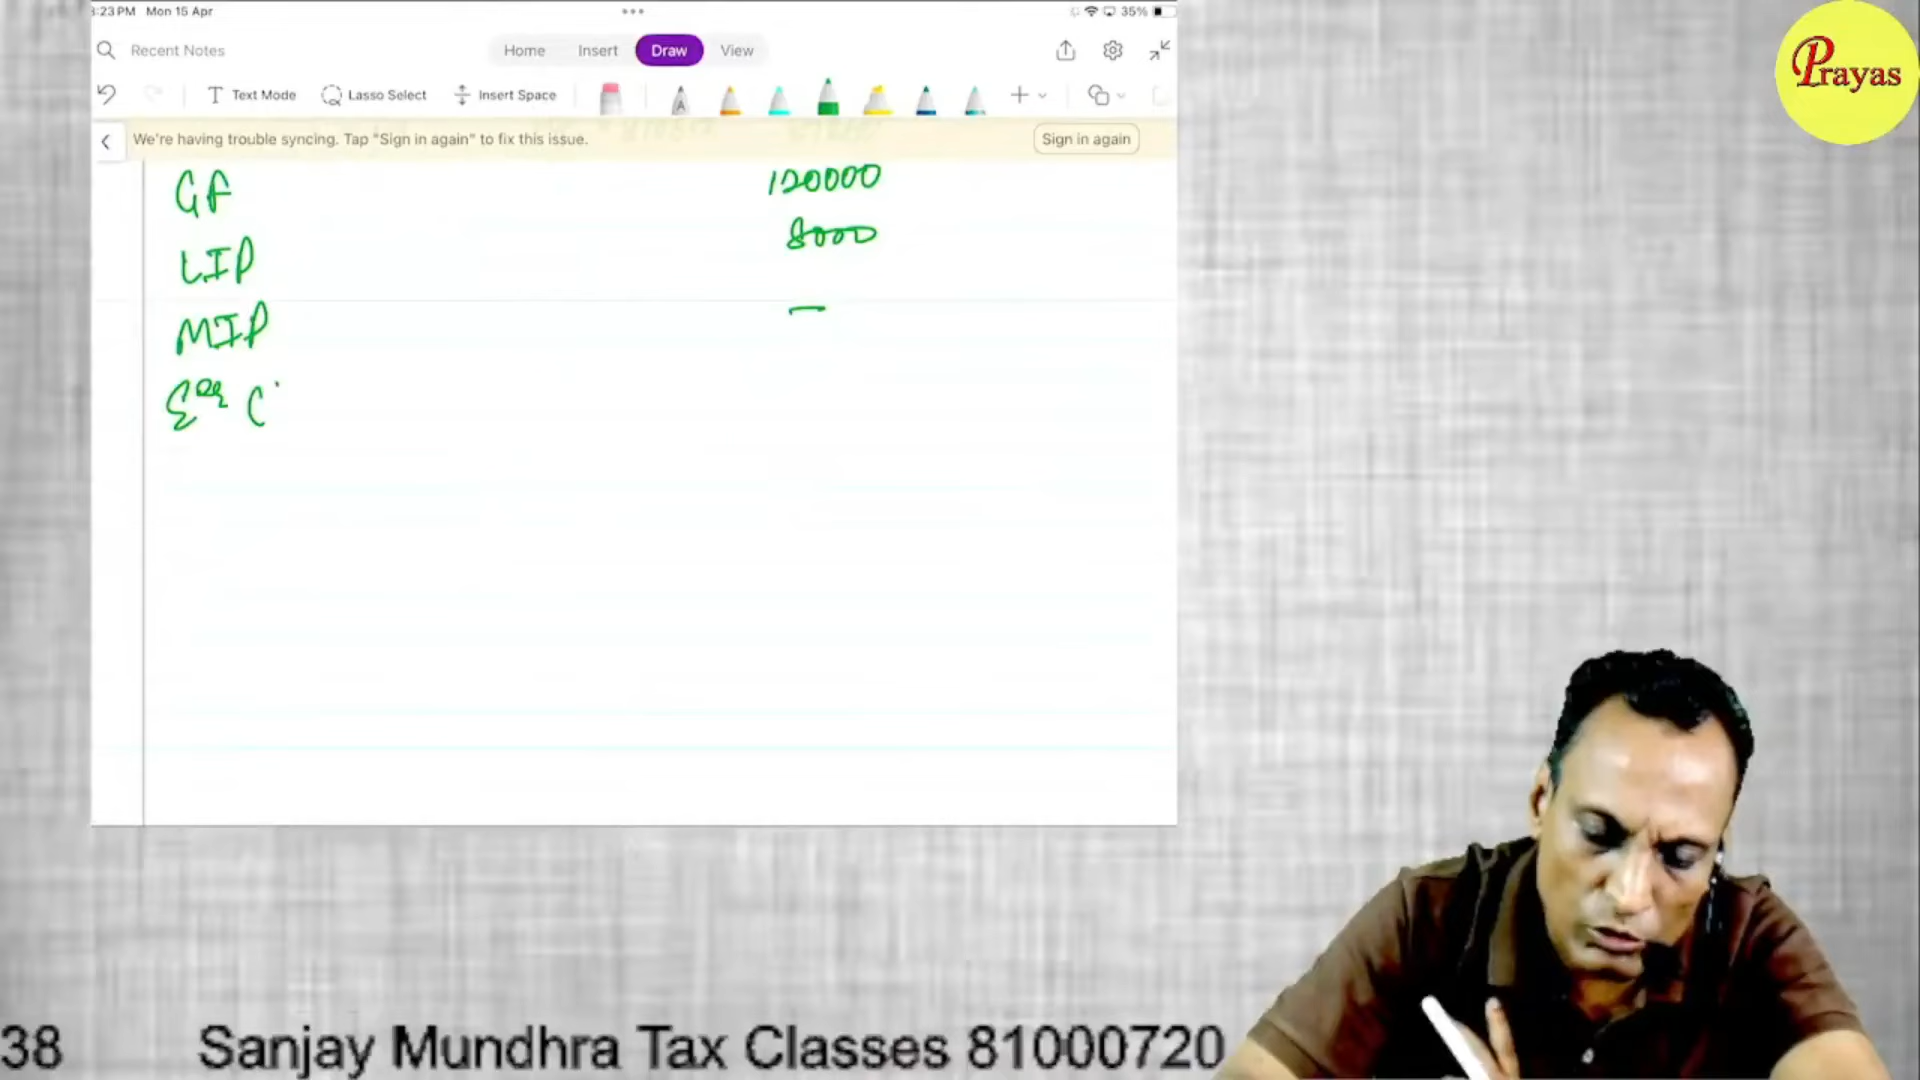 :23 PM Mon 15 Apr
35%
Recent Notes
Home Insert Draw View
Text Mode Lasso Select Insert Space
We're having trouble syncing. Tap "Sign in again" to fix this issue. Sign in again
GA 120000
LIP 8000
MIP —
Prayas
38 Sanjay Mundhra Tax Classes 81000720